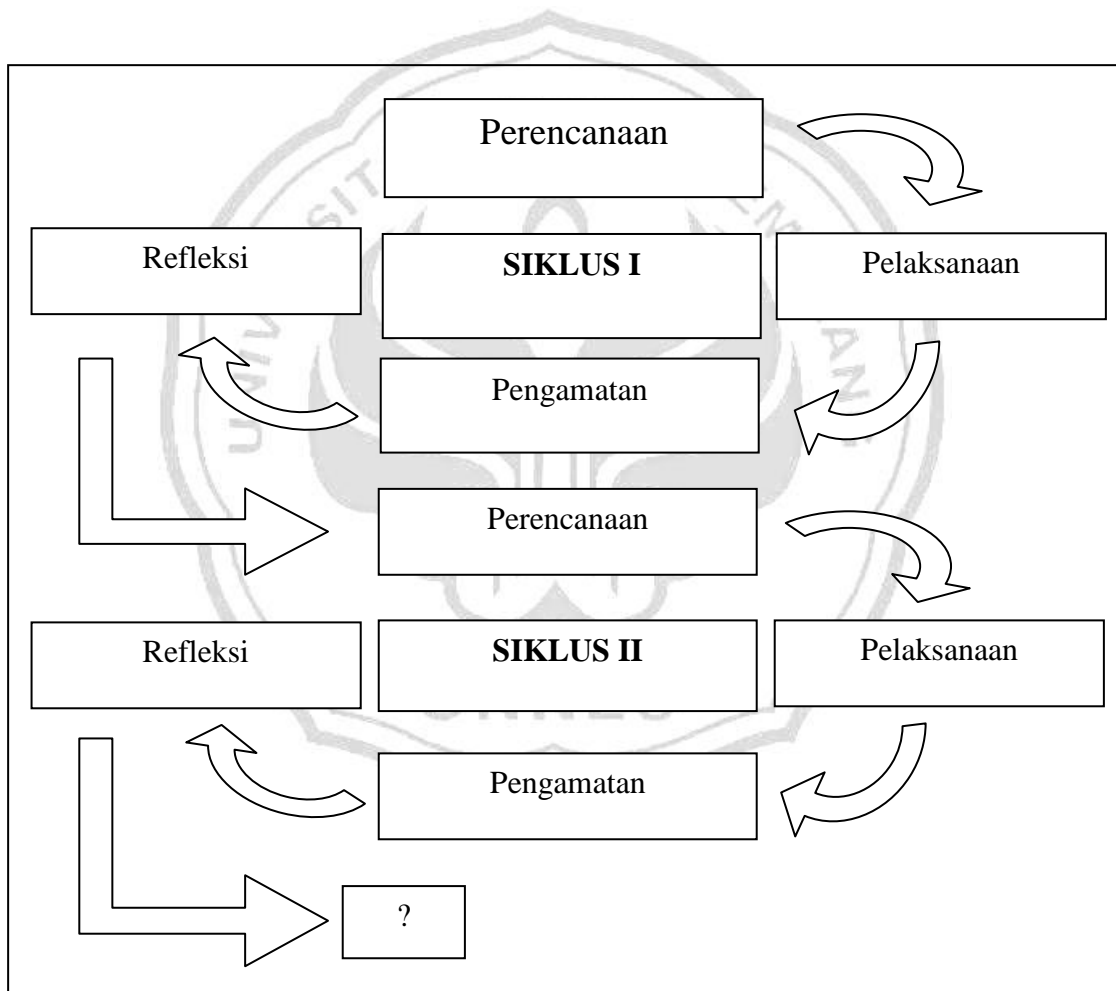 Perencanaan
Refleksi
SIKLUS I
Pelaksanaan
Pengamatan
Perencanaan
Refleksi
SIKLUS II
Pelaksanaan
Pengamatan
?